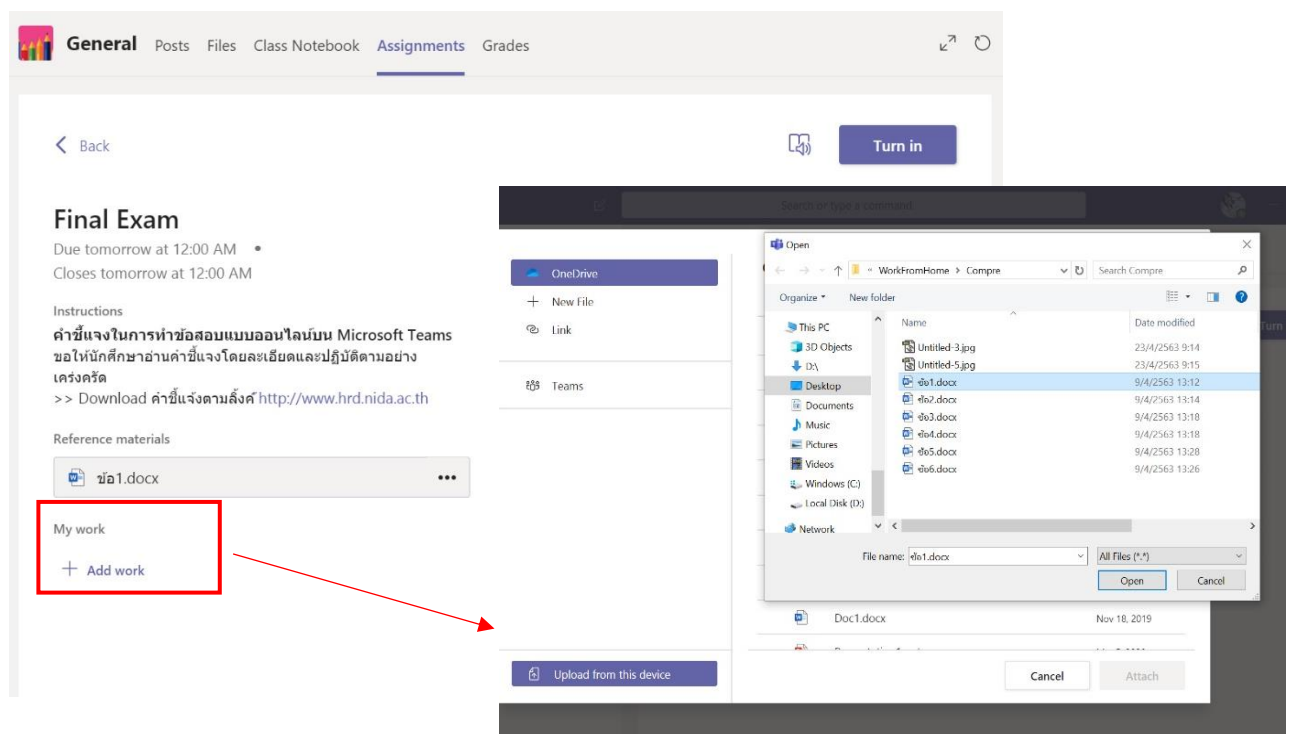 General Posts Files Class Notebook Assignments Grades
Back
Turn in
Final Exam
Due tomorrow at 12:00 AM •
Closes tomorrow at 12:00 AM
Instructions
คำชี้แจงในการทำข้อสอบแบบออนไลน์บน Microsoft Teams
ขอให้นักศึกษาอ่านคำชี้แจงโดยละเอียดและปฏิบัติตามอย่าง
เคร่งครัด
>> Download คำชี้แจ้งตามลิ้งค์ http://www.hrd.nida.ac.th
Reference materials
ข้อ1.docx
My work
+ Add work
Search or type a command
OneDrive
+ New File
Link
Teams
Upload from this device
Open
« WorkFromHome > Compre
Search Compre
Organize
New folder
This PC
3D Objects
D:\
Desktop
Documents
Music
Pictures
Videos
Windows (C:)
Local Disk (D:)
Network
Name Date modified
Untitled-3.jpg 23/4/2563 9:14
Untitled-5.jpg 23/4/2563 9:15
ข้อ1.docx 9/4/2563 13:12
ข้อ2.docx 9/4/2563 13:14
ข้อ3.docx 9/4/2563 13:18
ข้อ4.docx 9/4/2563 13:18
ข้อ5.docx 9/4/2563 13:28
ข้อ6.docx 9/4/2563 13:26
File name: ข้อ1.docx
All Files (*.*)
Open Cancel
Turn
Doc1.docx Nov 18, 2019
Cancel Attach